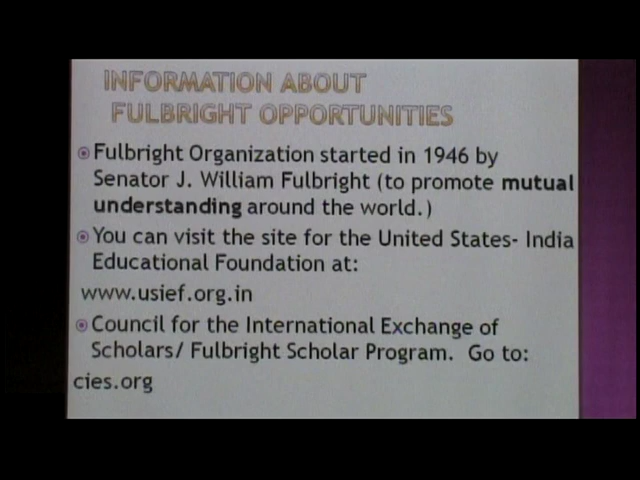 INFORMATION ABOUT
FULBRIGHT OPPORTUNITIES
Fulbright Organization started in 1946 by
Senator J. William Fulbright (to promote mutual
understanding around the world.)
You can visit the site for the United States- India
Educational Foundation at:
www.usief.org.in
Council for the International Exchange of
Scholars/ Fulbright Scholar Program.  Go to:
cies.org